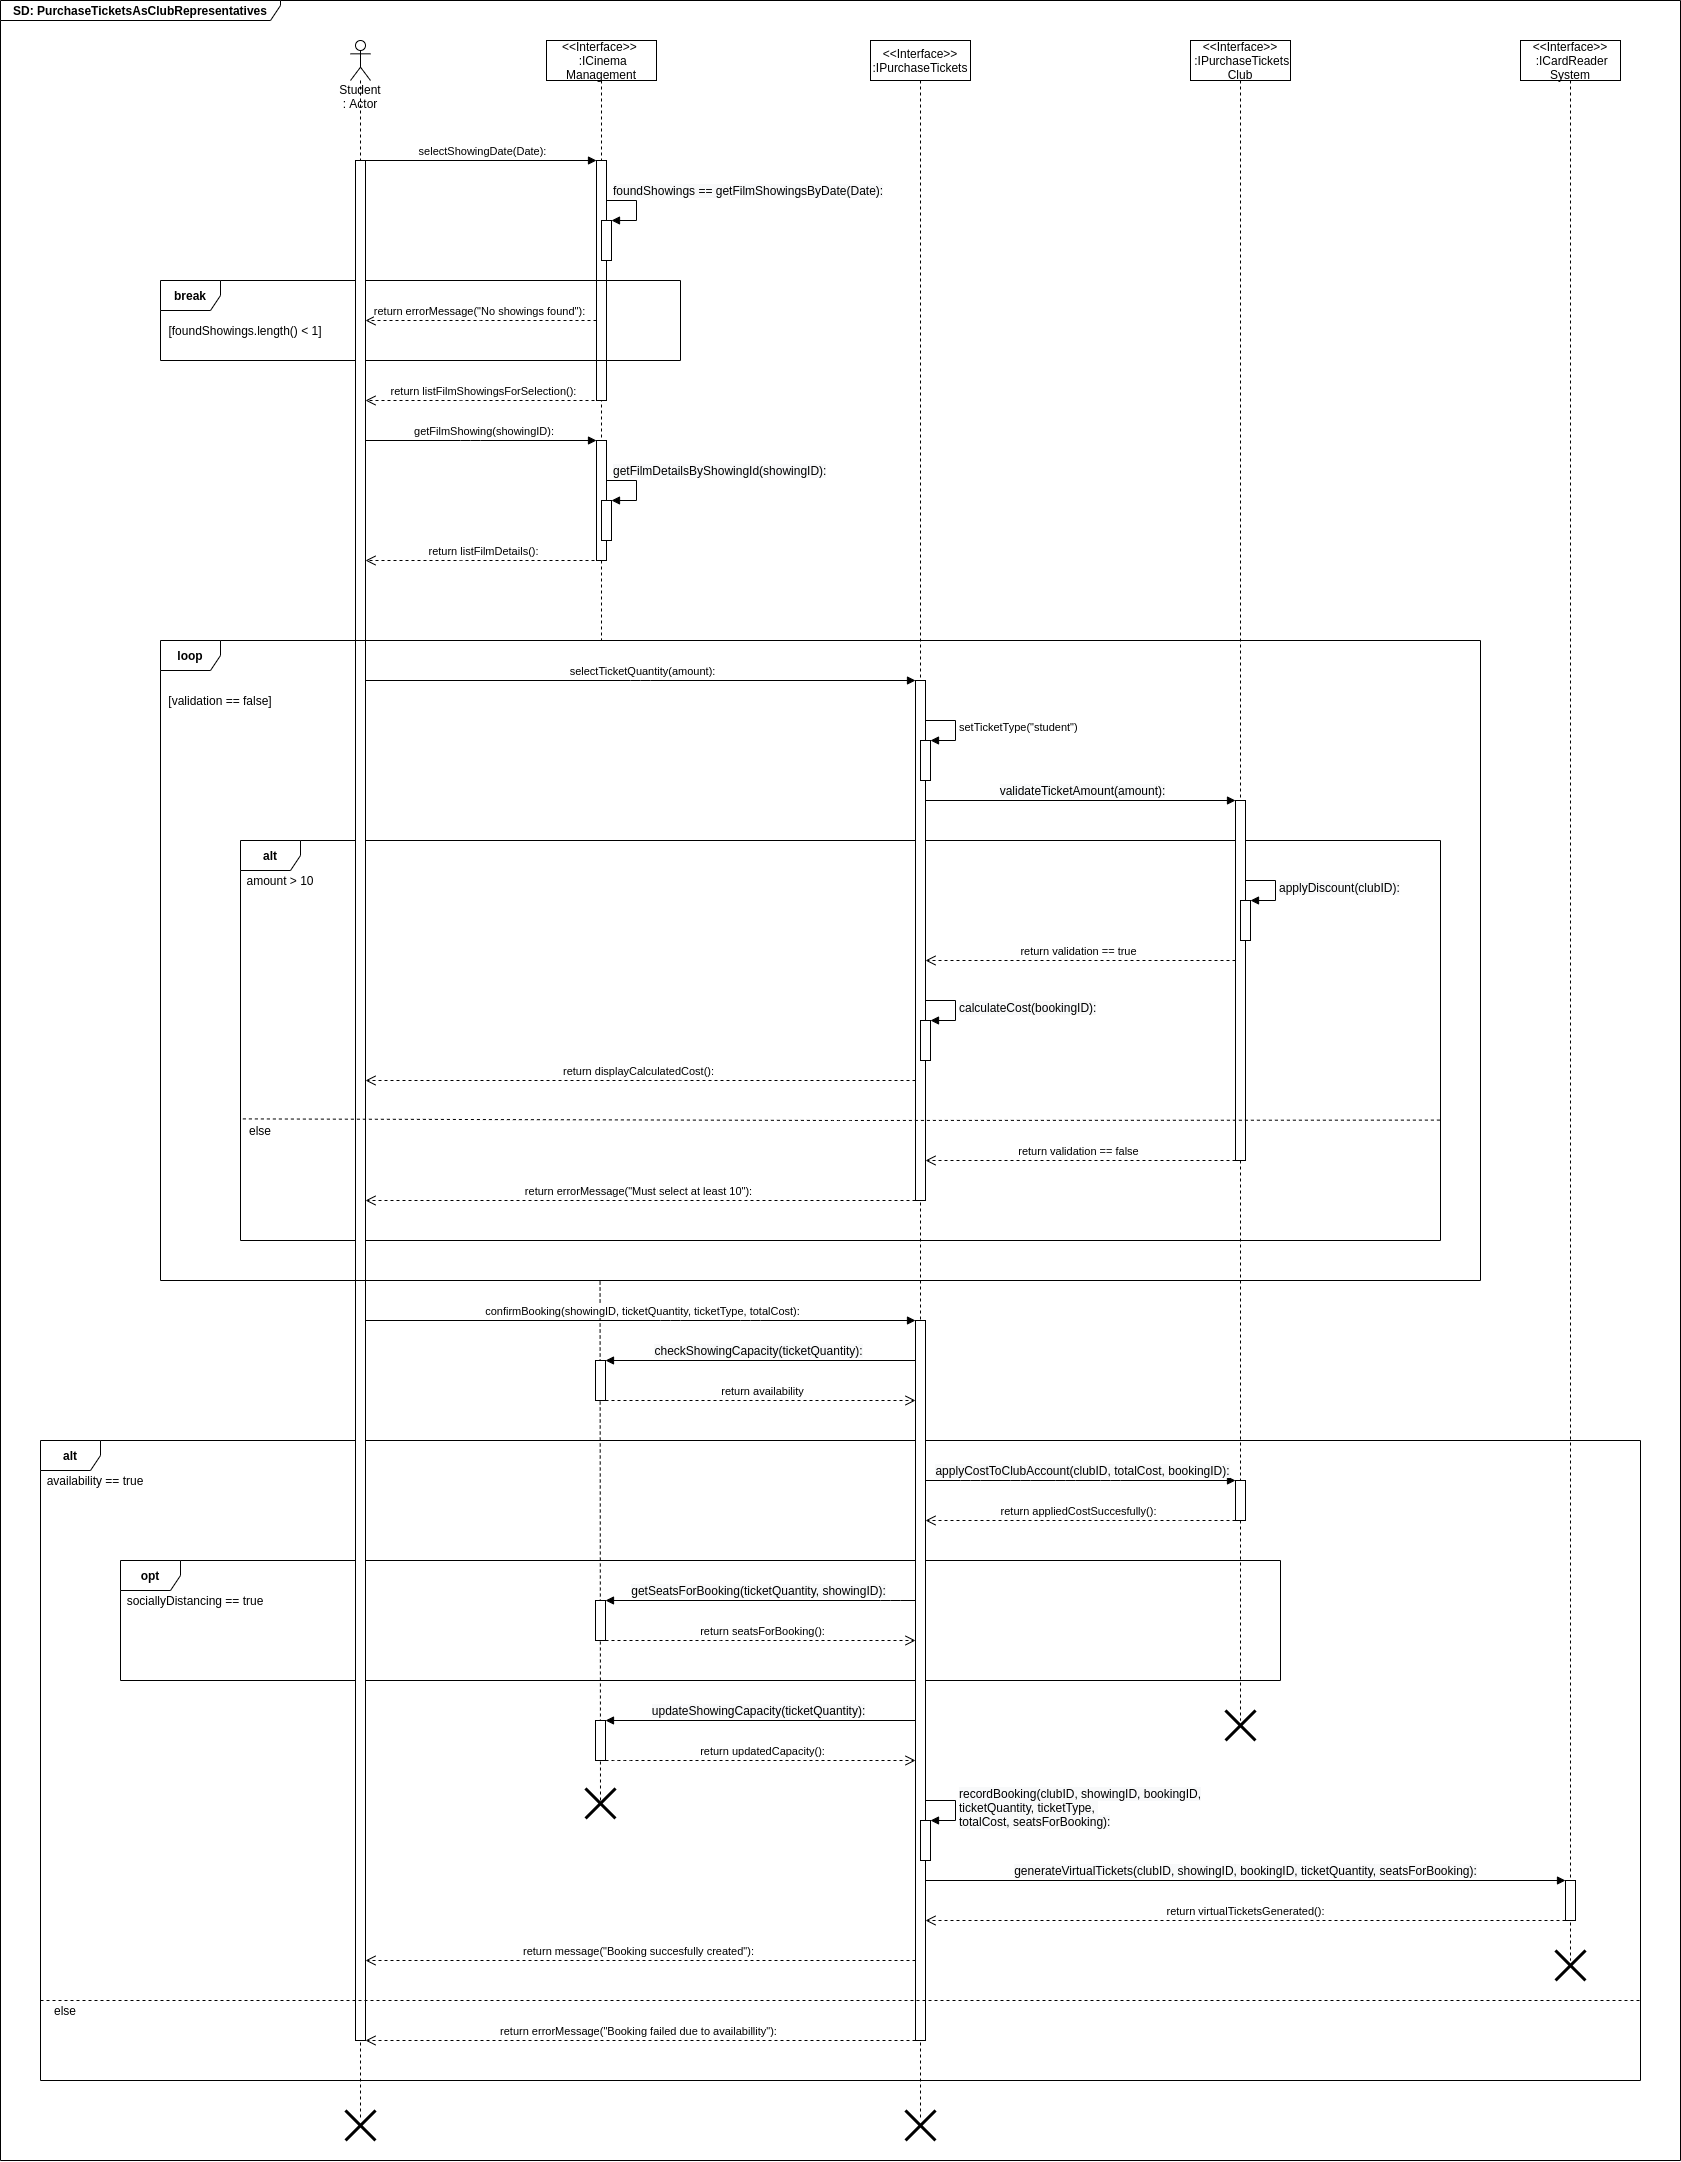 SD: PurchaseTicketsAsClubRepresentatives
Student
: Actor
<<Interface>>
:ICinema
Management
<<Interface>>
:IPurchaseTickets
<<Interface>>
:IPurchaseTickets
Club
<<Interface>>
:ICardReader
System
selectShowingDate(Date):
foundShowings == getFilmShowingsByDate(Date):
break
return errorMessage("No showings found"):
[foundShowings.length() < 1]
return listFilmShowingsForSelection():
getFilmShowing(showingID):
getFilmDetailsByShowingId(showingID):
return listFilmDetails():
loop
selectTicketQuantity(amount):
[validation == false]
setTicketType("student")
validateTicketAmount(amount):
alt
amount > 10
applyDiscount(clubID):
return validation == true
calculateCost(bookingID):
return displayCalculatedCost():
else
return validation == false
return errorMessage("Must select at least 10"):
confirmBooking(showingID, ticketQuantity, ticketType, totalCost):
checkShowingCapacity(ticketQuantity):
return availability
alt
availability == true
applyCostToClubAccount(clubID, totalCost, bookingID):
return appliedCostSuccesfully():
opt
sociallyDistancing == true
getSeatsForBooking(ticketQuantity, showingID):
return seatsForBooking():
updateShowingCapacity(ticketQuantity):
return updatedCapacity():
recordBooking(clubID, showingID, bookingID,
ticketQuantity, ticketType,
totalCost, seatsForBooking):
generateVirtualTickets(clubID, showingID, bookingID, ticketQuantity, seatsForBooking):
return virtualTicketsGenerated():
return message("Booking succesfully created"):
else
return errorMessage("Booking failed due to availabillity"):